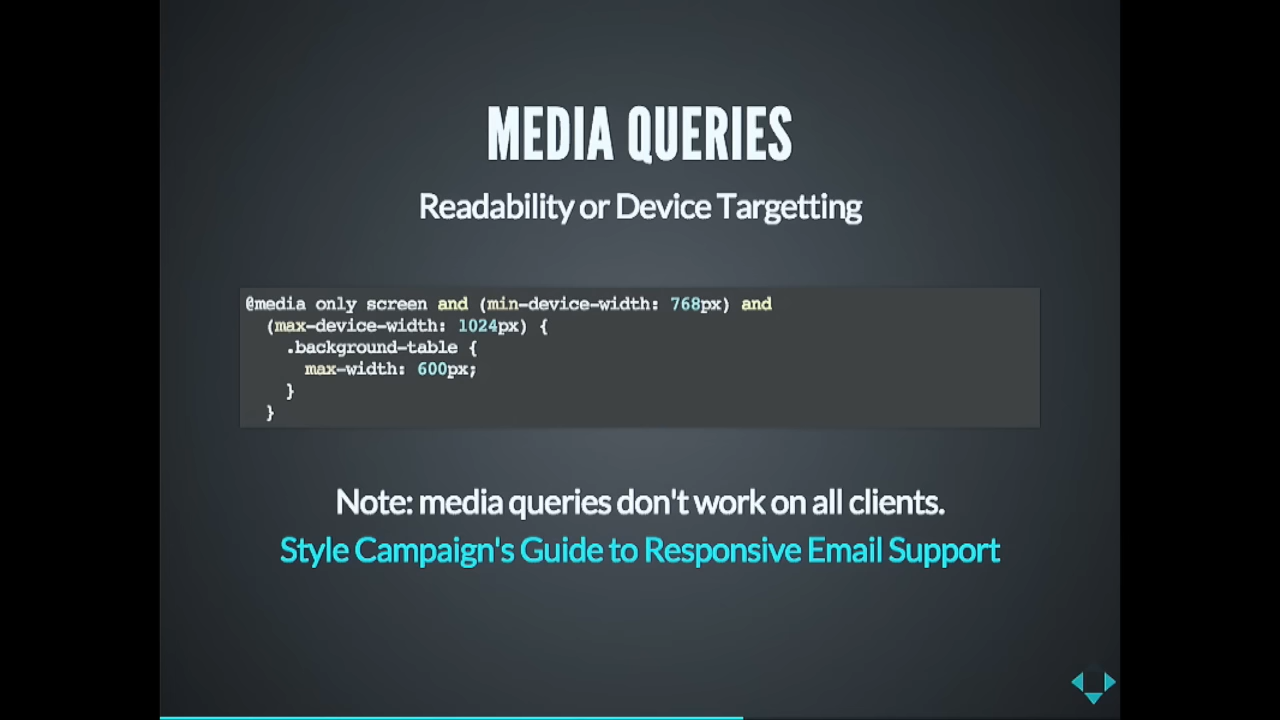 MEDIA QUERIES
Readability or Device Targetting
@media only screen and (min-device-width: 768px) and
(max-device-width: 1024px) {
.background-table {
max-width: 600px;
}
}
Note: media queries don't work on all clients.
Style Campaign's Guide to Responsive Email Support